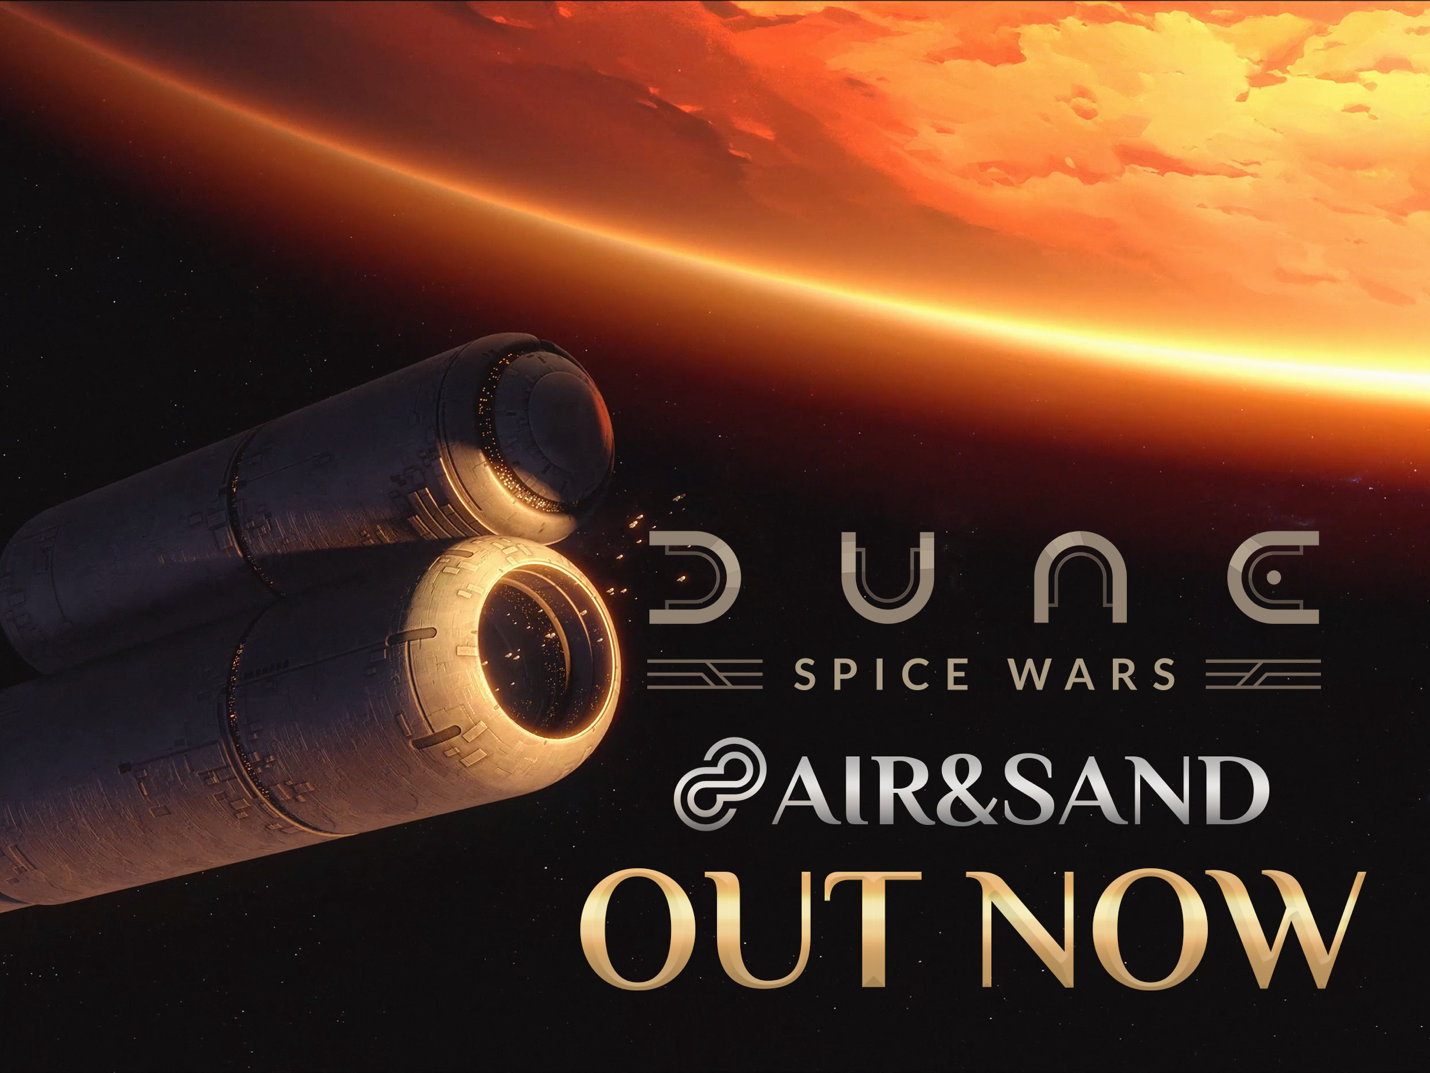 DUNE
SPICE WARS
AIR&SAND
OUT NOW